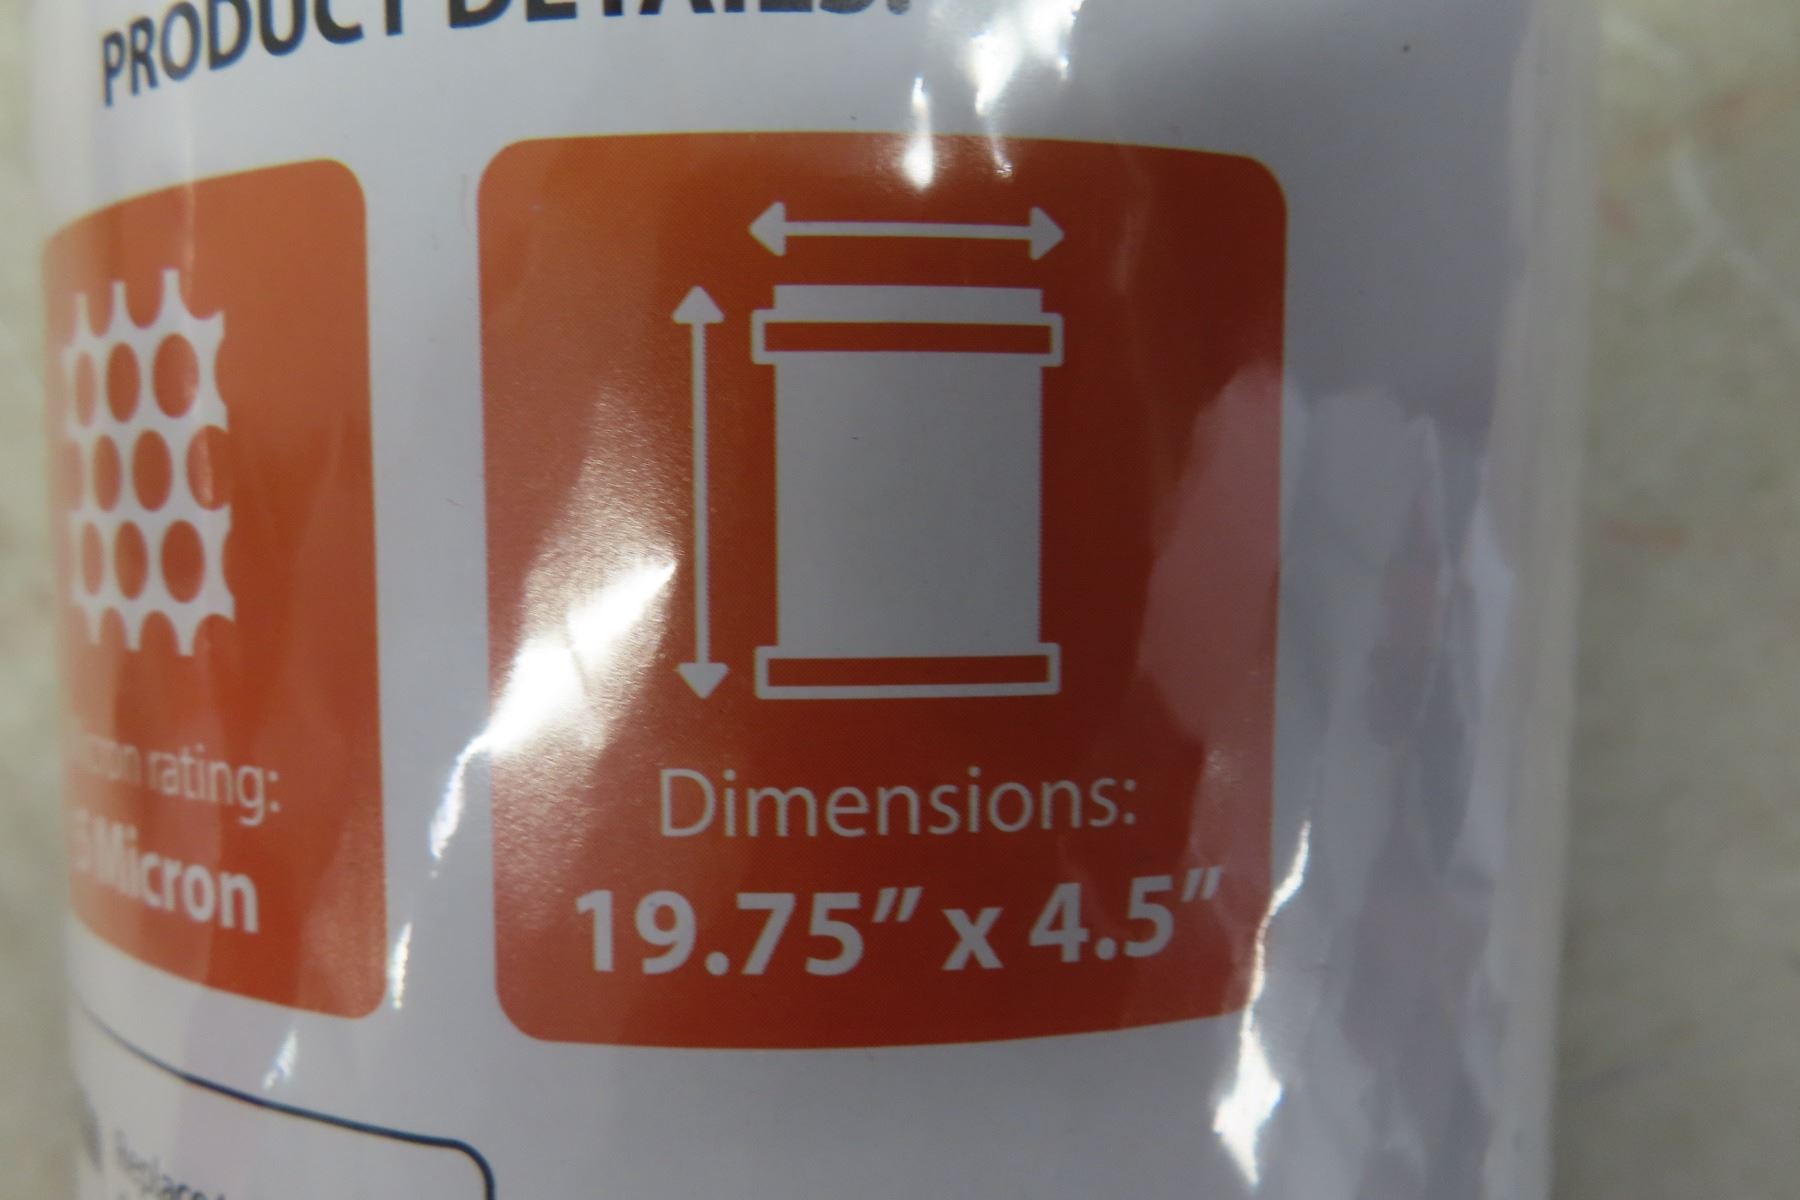 PRODUCT DETAILS:
rating:
Micron
Dimensions:
19.75" x 4.5"